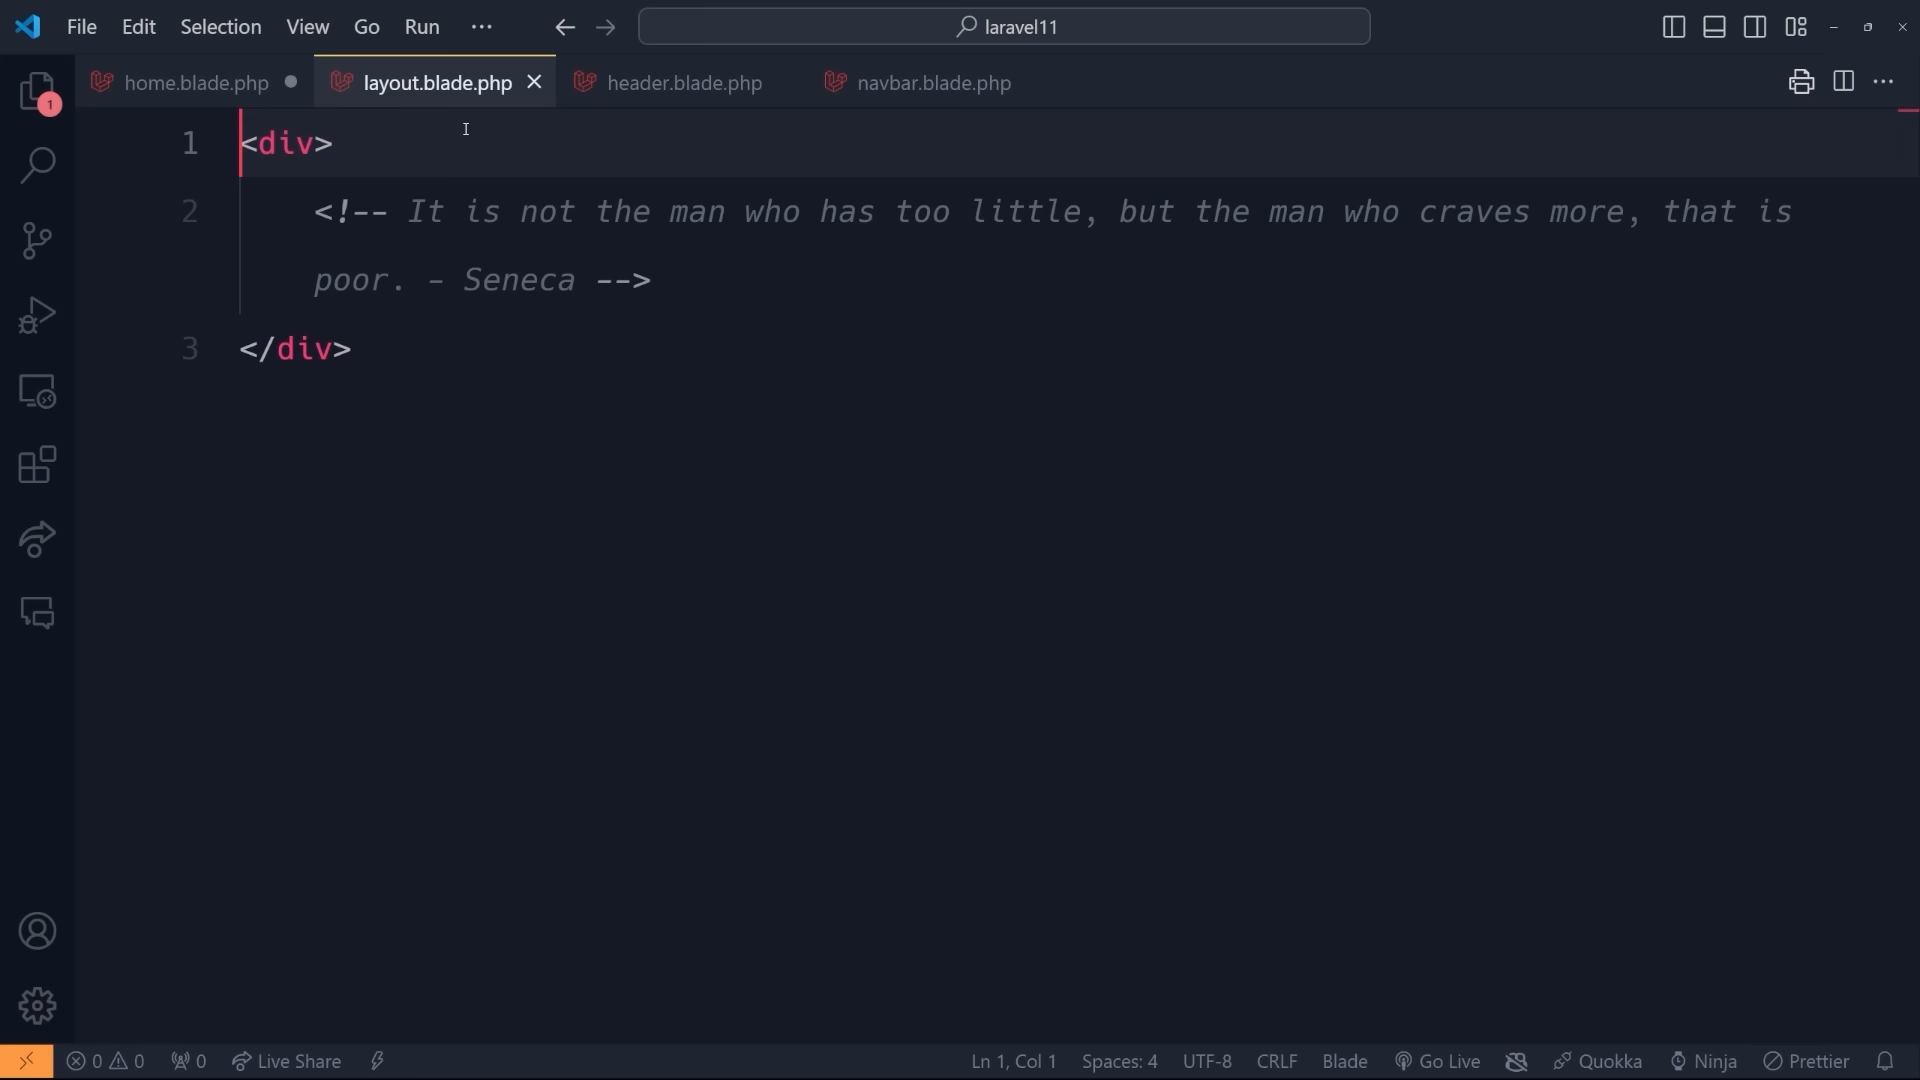 File Edit Selection View Go Run ··· laravel11
home.blade.php layout.blade.php header.blade.php navbar.blade.php
1
1 <div>
2 <!-- It is not the man who has too little, but the man who craves more, that is
poor. - Seneca -->
3 </div>
0 0 0 Live Share Ln 1, Col 1 Spaces: 4 UTF-8 CRLF Blade Go Live Quokka Ninja Prettier